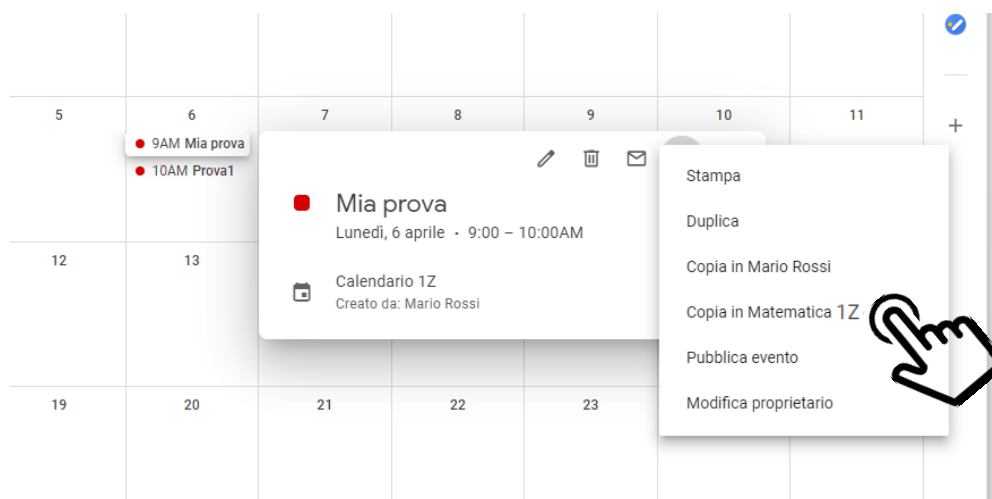 5 6 7 8 9 10 11
9AM Mia prova
10AM Prova1
Mia prova
Lunedì, 6 aprile · 9:00 – 10:00AM
Calendario 1Z
Creato da: Mario Rossi
Stampa
Duplica
Copia in Mario Rossi
Copia in Matematica 1Z
Pubblica evento
Modifica proprietario
12 13
19 20 21 22 23